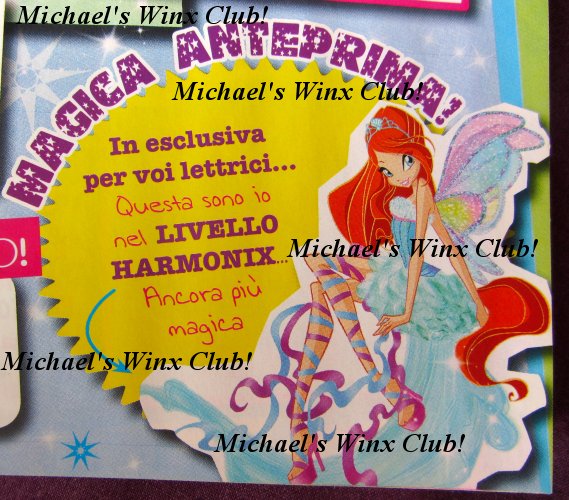 Michael's Winx Club!
MAGICA ANTEPRIMA!
Michael's Winx Club!
In esclusiva
per voi lettrici...
Questa sono io
nel LIVELLO
HARMONIX...
Michael's Winx Club!
O!
Ancora più
magica
Michael's Winx Club!
Michael's Winx Club!